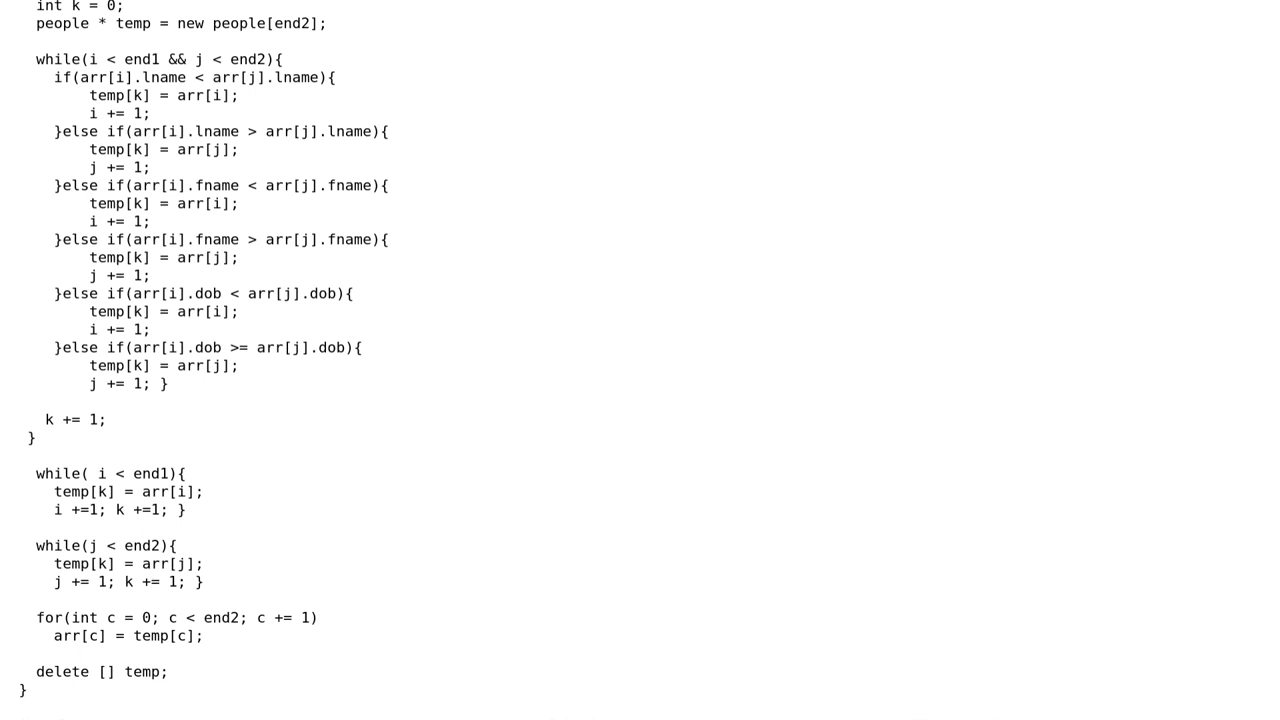 int k = 0;
people * temp = new people[end2];
while(i < end1 && j < end2){
if(arr[i].lname < arr[j].lname){
temp[k] = arr[i];
i += 1;
}else if(arr[i].lname > arr[j].lname){
temp[k] = arr[j];
j += 1;
}else if(arr[i].fname < arr[j].fname){
temp[k] = arr[i];
i += 1;
}else if(arr[i].fname > arr[j].fname){
temp[k] = arr[j];
j += 1;
}else if(arr[i].dob < arr[j].dob){
temp[k] = arr[i];
i += 1;
}else if(arr[i].dob >= arr[j].dob){
temp[k] = arr[j];
j += 1; }
k += 1;
}
while( i < end1){
temp[k] = arr[i];
i +=1; k +=1; }
while(j < end2){
temp[k] = arr[j];
j += 1; k += 1; }
for(int c = 0; c < end2; c += 1)
arr[c] = temp[c];
delete [] temp;
}